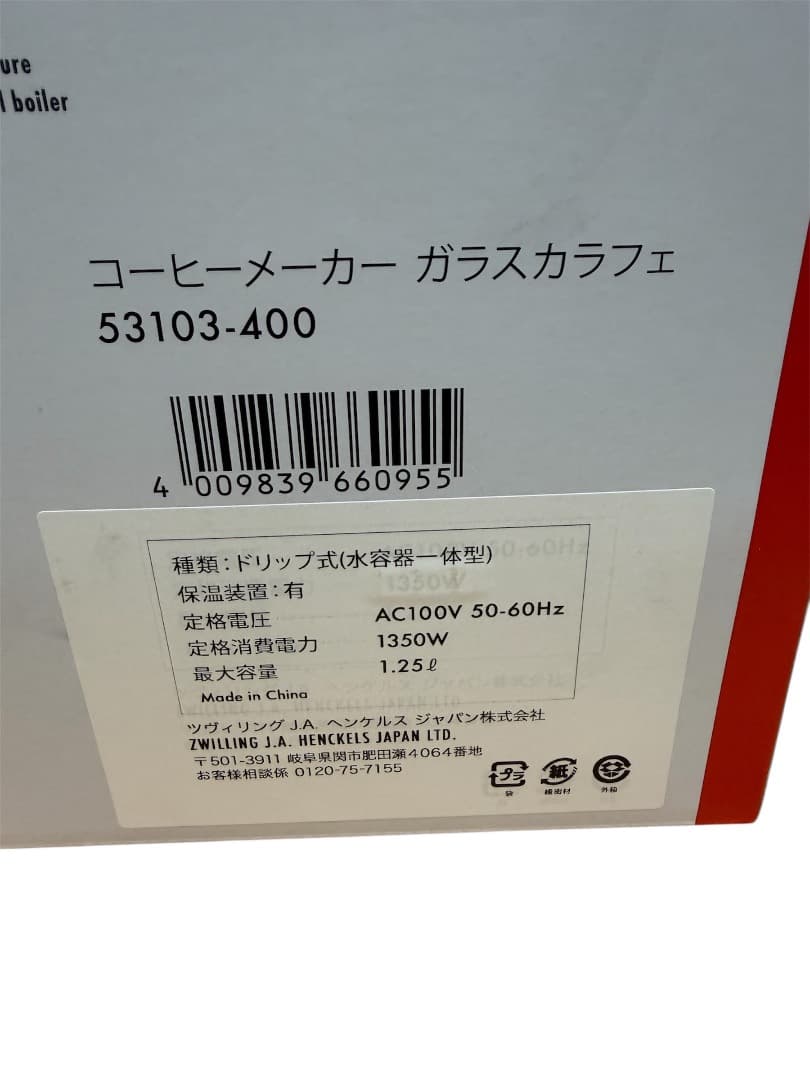 ure
l boiler
コーヒーメーカー ガラスカラフェ
53103-400
4 009839 660955
種類：ドリップ式(水容器一体型)
保温装置：有
定格電圧 AC100V 50-60Hz
定格消費電力 1350W
最大容量 1.25ℓ
Made in China
ツヴィリング J.A. ヘンケルス ジャパン株式会社
ZWILLING J.A. HENCKELS JAPAN LTD.
〒501-3911 岐阜県関市肥田瀬4064番地
お客様相談係 0120-75-7155
プラ 紙
袋 緩衝材 外箱